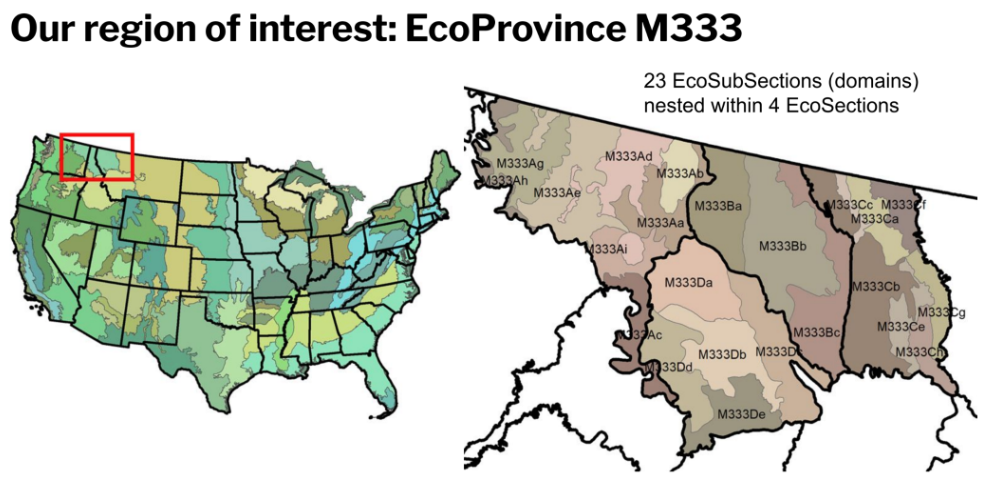 Our region of interest: EcoProvince M333
23 EcoSubSections (domains)
nested within 4 EcoSections
M333Ag
M333Ad
M333Ah
M333Ae
M333Ab
M333Aa
M333Ba
M333Cc
M333Cf
M333Ca
M333Ai
M333Bb
M333Da
M333Cb
M333Cg
M333Ce
M333Ac
M333Bc
M333Dd
M333Db
M333Dc
M333Ch
M333De